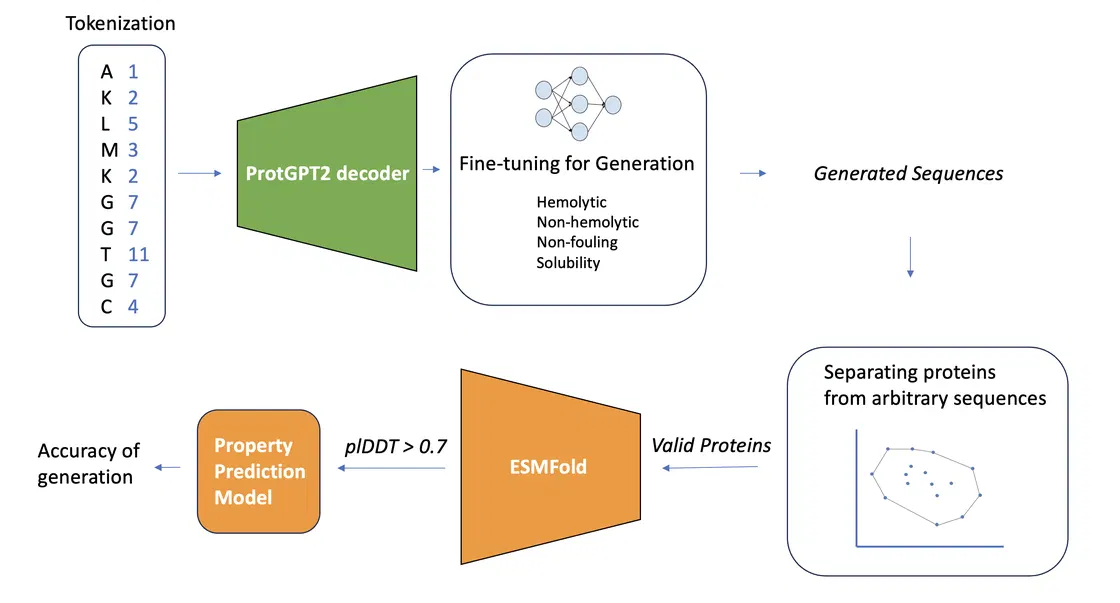 Tokenization
A 1
K 2
L 5
M 3
K 2
G 7
G 7
T 11
G 7
C 4
ProtGPT2 decoder
Fine-tuning for Generation
Hemolytic
Non-hemolytic
Non-fouling
Solubility
Generated Sequences
Separating proteins
from arbitrary sequences
Valid Proteins
ESMFold
plDDT > 0.7
Property
Prediction
Model
Accuracy of
generation